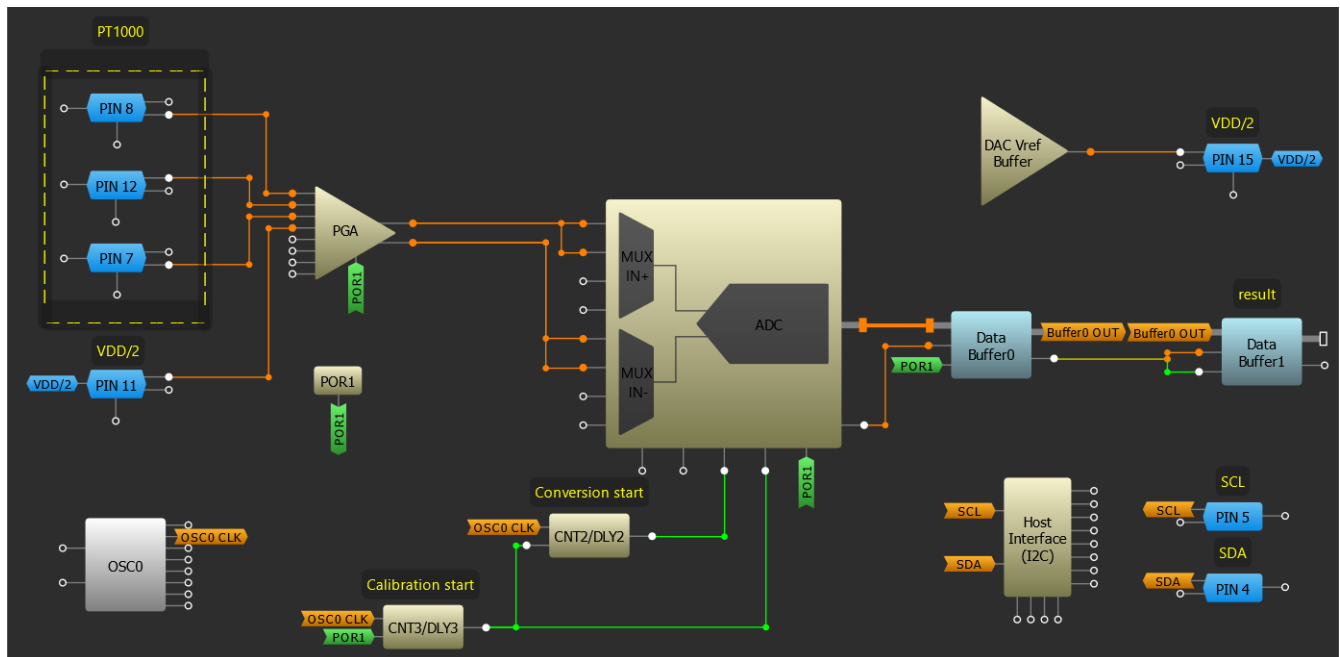 PT1000
PIN 8
PIN 12
PIN 7
VDD/2
VDD/2
PIN 11
PGA
POR1
POR1
POR1
MUX
IN+
MUX
IN-
ADC
POR1
DAC Vref
Buffer
VDD/2
PIN 15
VDD/2
Data
Buffer0
POR1
Buffer0 OUT
Buffer0 OUT
result
Data
Buffer1
OSC0
OSC0 CLK
Conversion start
OSC0 CLK
CNT2/DLY2
Calibration start
OSC0 CLK
POR1
CNT3/DLY3
SCL
SDA
Host
Interface
(I2C)
SCL
SCL
PIN 5
SDA
SDA
PIN 4